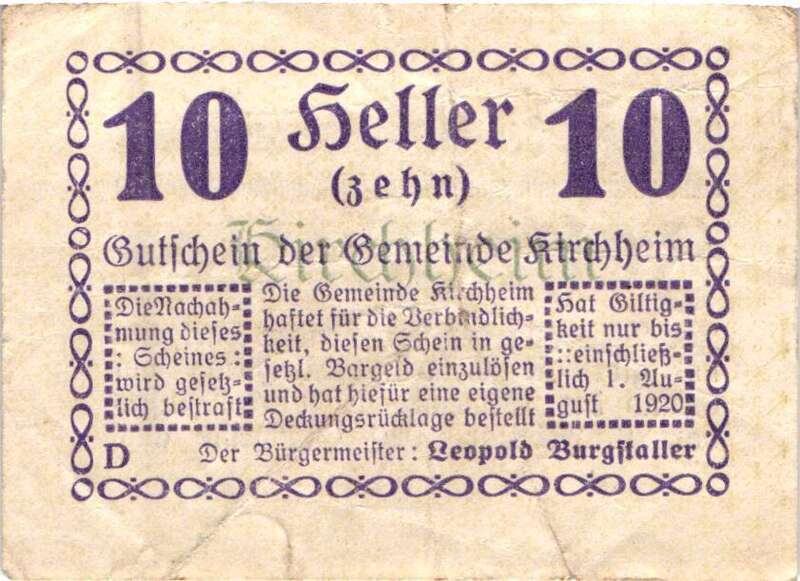 10 Heller 10
(zehn)
Kirchheim
Gutschein der Gemeinde Kirchheim
Die Nachah-
mung dieses
: Scheines :
wird gesetz-
lich bestraft
Die Gemeinde Kirchheim
haftet für die Verbindlich-
keit, diesen Schein in ge-
setzl. Bargeld einzulösen
und hat hiefür eine eigene
Deckungsrücklage bestellt
Hat Giltig-
keit nur bis
::einschließ-
lich 1. Au-
gust 1920
D Der Bürgermeister: Leopold Burgstaller